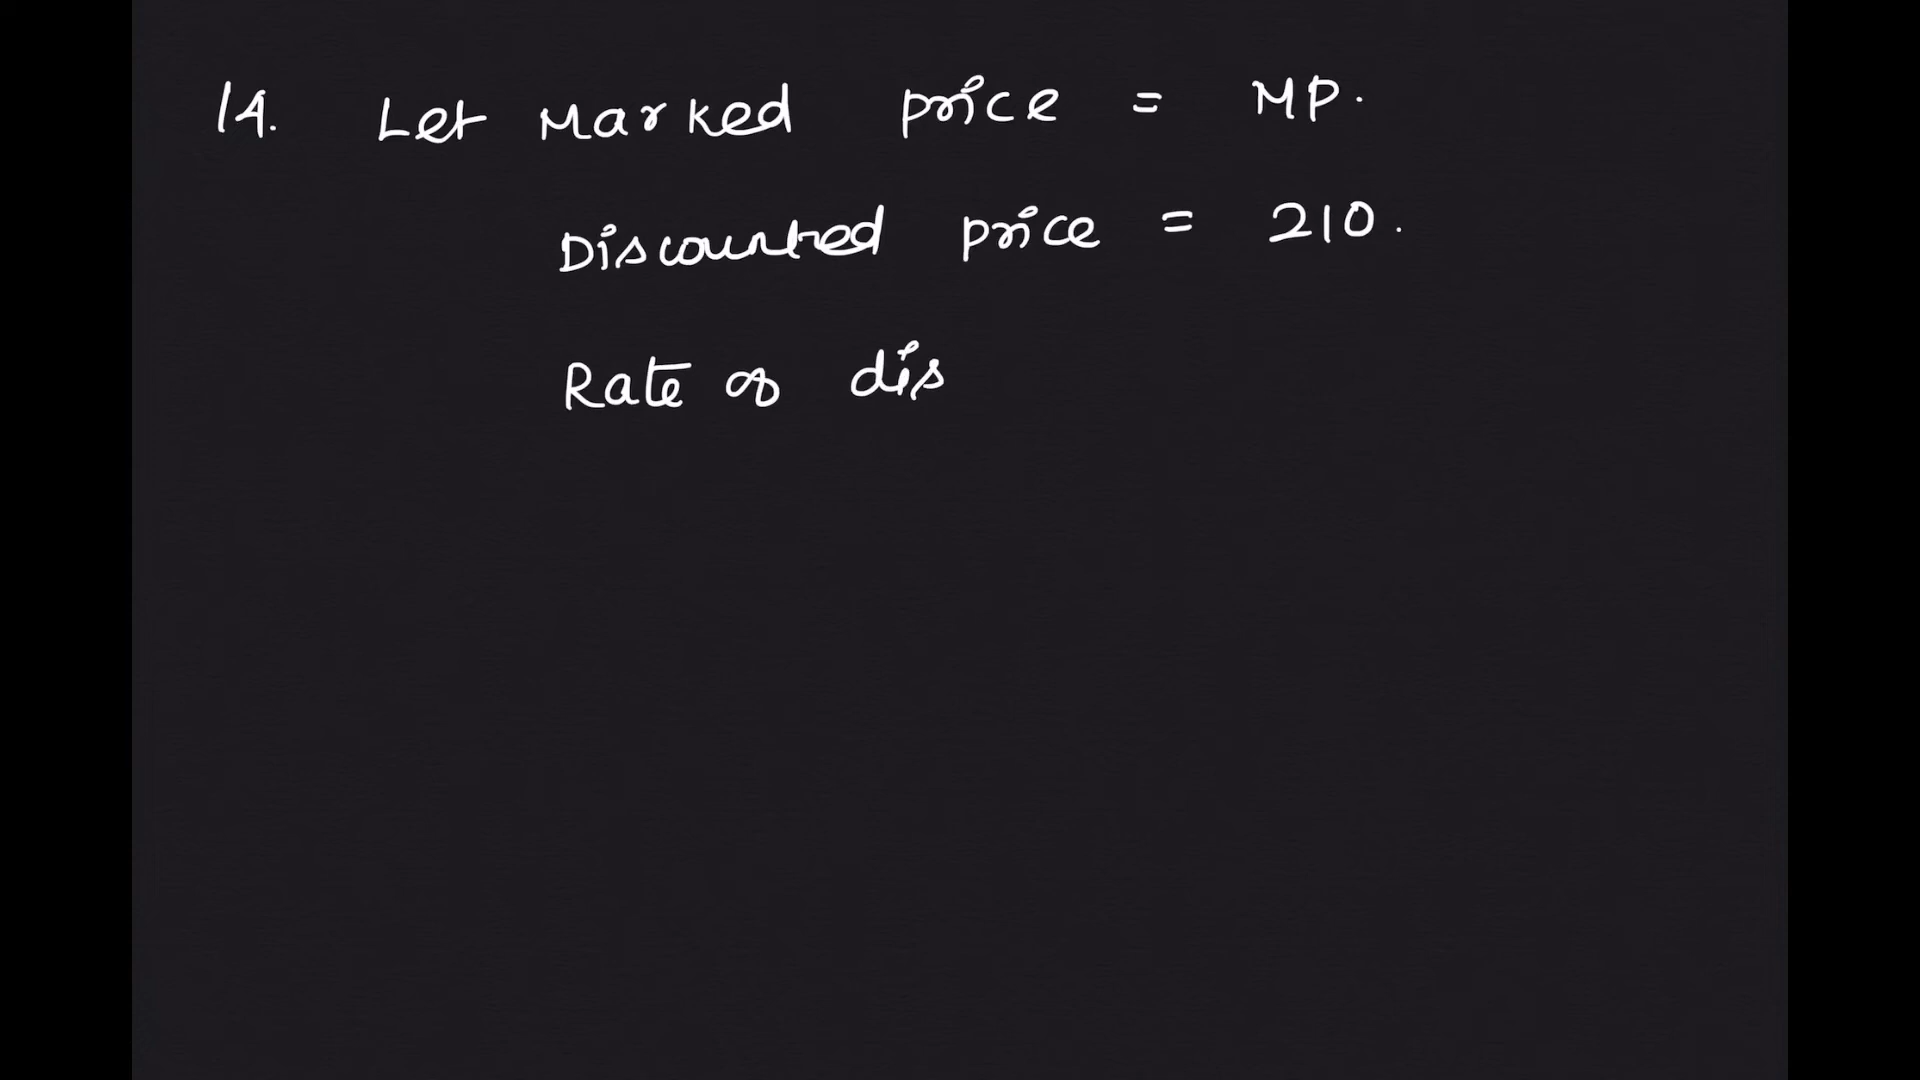 14. Let Marked price = MP.
Discounted price = 210.
Rate of dis